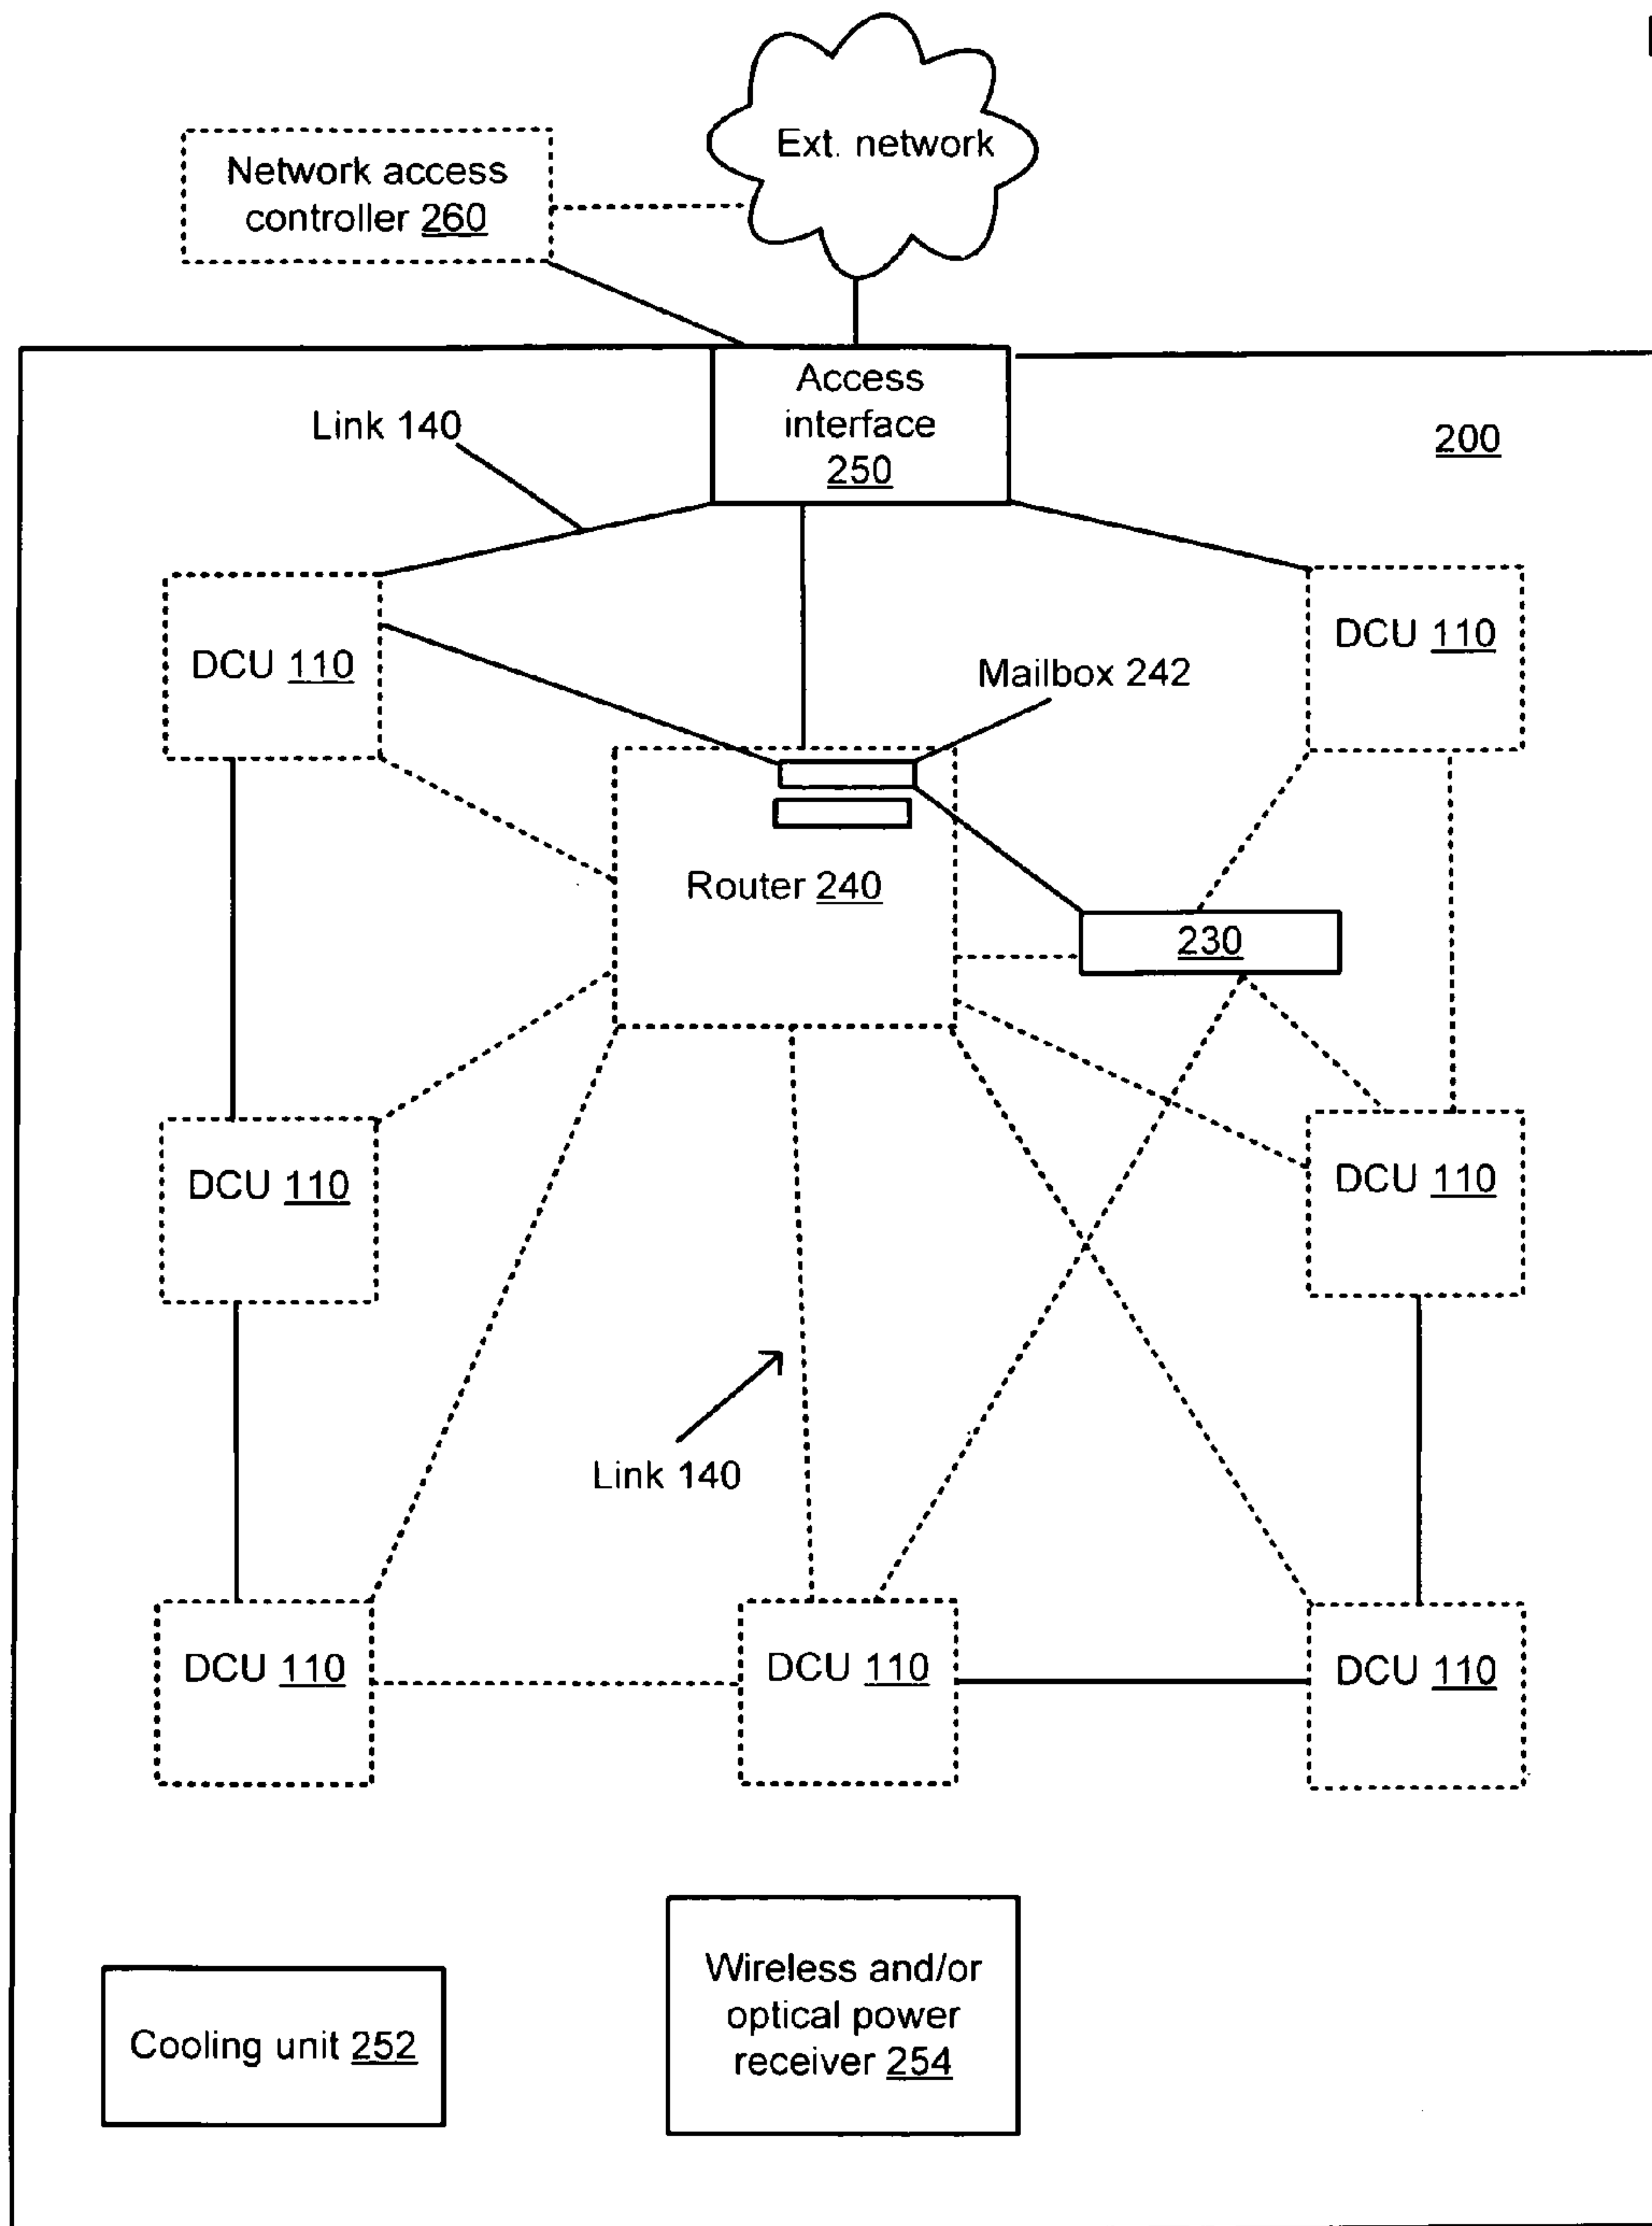 Ext. network
Network access
controller 260
Access
interface
250
Link 140
200
DCU 110
DCU 110
Mailbox 242
Router 240
230
DCU 110
DCU 110
Link 140
DCU 110
DCU 110
DCU 110
Wireless and/or
optical power
receiver 254
Cooling unit 252